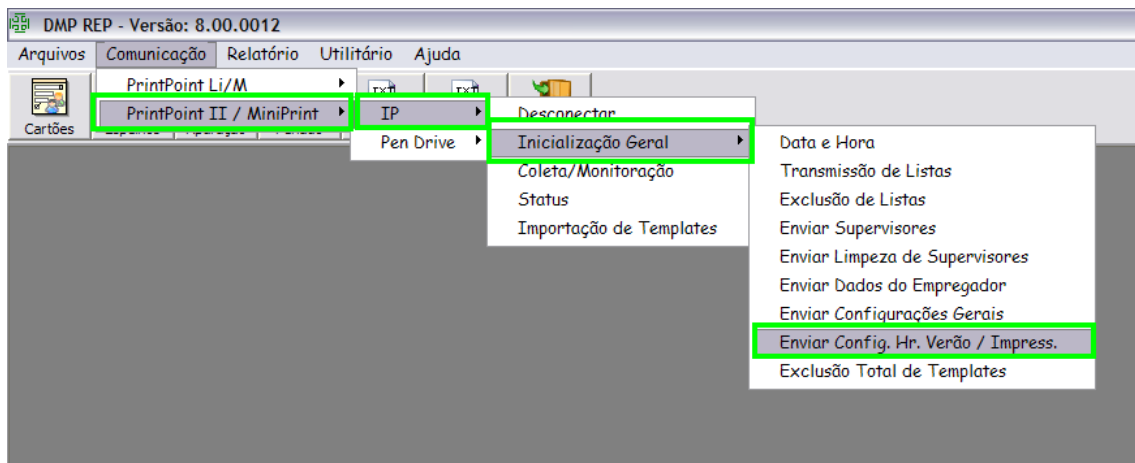 DMP REP - Versão: 8.00.0012
Arquivos Comunicação Relatório Utilitário Ajuda
PrintPoint Li/M
PrintPoint II / MiniPrint
Cartões
IP
Pen Drive
Desconectar
Inicialização Geral
Coleta/Monitoração
Status
Importação de Templates
Data e Hora
Transmissão de Listas
Exclusão de Listas
Enviar Supervisores
Enviar Limpeza de Supervisores
Enviar Dados do Empregador
Enviar Configurações Gerais
Enviar Config. Hr. Verão / Impress.
Exclusão Total de Templates